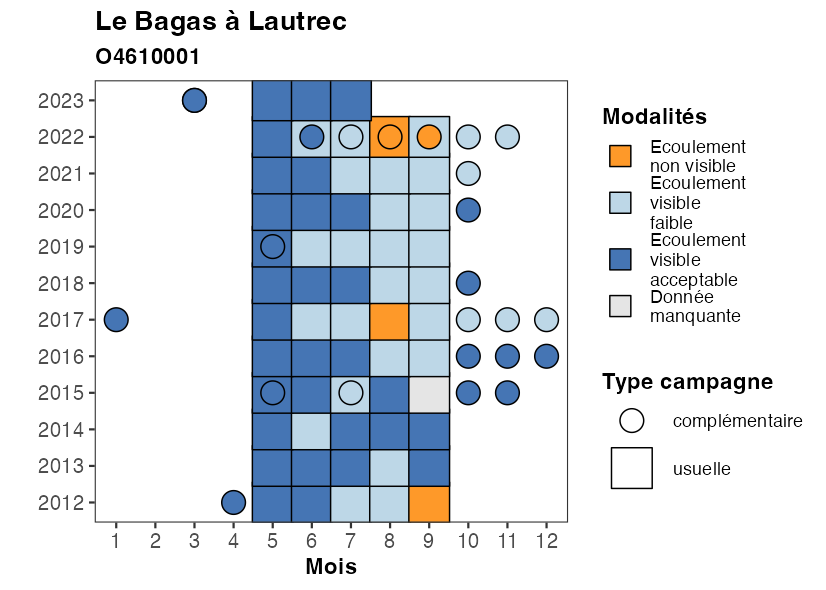 Le Bagas à Lautrec
O4610001
2023
2022
2021
2020
2019
2018
2017
2016
2015
2014
2013
2012
1 2 3 4 5 6 7 8 9 10 11 12
Mois
Modalités
Ecoulement
non visible
Ecoulement
visible
faible
Ecoulement
visible
acceptable
Donnée
manquante
Type campagne
complémentaire
usuelle